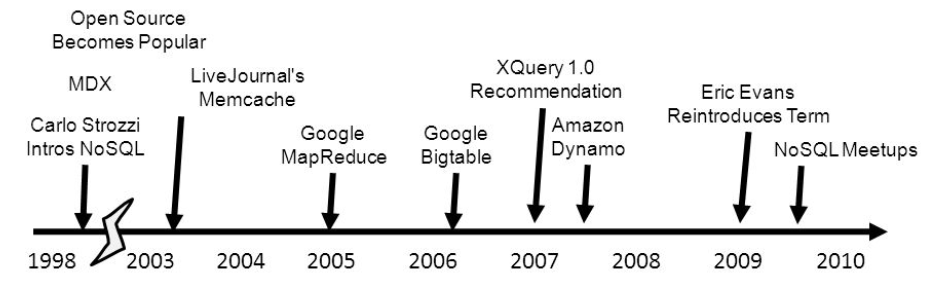 Open Source
Becomes Popular
MDX
Carlo Strozzi
Intros NoSQL
LiveJournal's
Memcache
Google
MapReduce
Google
Bigtable
XQuery 1.0
Recommendation
Amazon
Dynamo
Eric Evans
Reintroduces Term
NoSQL Meetups
1998 2003 2004 2005 2006 2007 2008 2009 2010